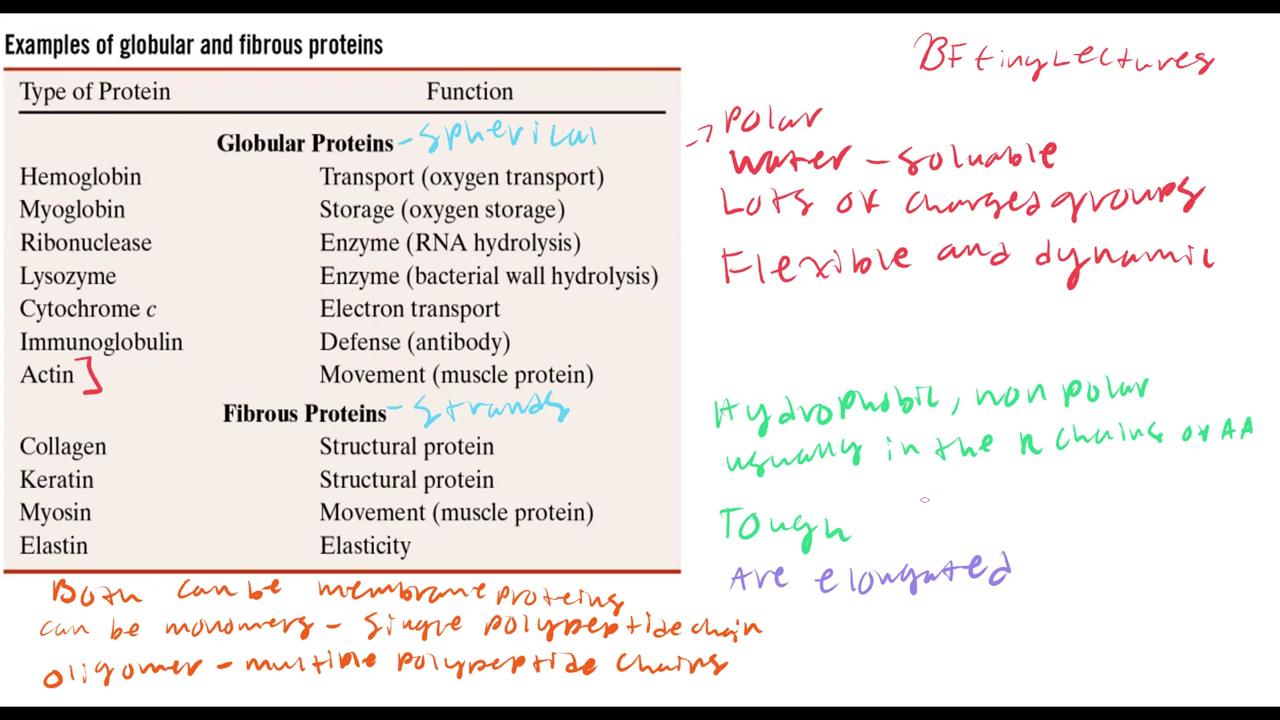 Examples of globular and fibrous proteins
BF tiny Lectures
Type of Protein Function
Globular Proteins - Spherical
Hemoglobin Transport (oxygen transport)
Myoglobin Storage (oxygen storage)
Ribonuclease Enzyme (RNA hydrolysis)
Lysozyme Enzyme (bacterial wall hydrolysis)
Cytochrome c Electron transport
Immunoglobulin Defense (antibody)
Actin ] Movement (muscle protein)
Fibrous Proteins - Strands
Collagen Structural protein
Keratin Structural protein
Myosin Movement (muscle protein)
Elastin Elasticity
-> Polar
Water - soluable
Lots of charges groups
Flexible and dynamic
Hydrophobic, non polar
usually in the R chains of AA
Tough
Are elongated
Both can be membrane proteins
can be monomers - single polypeptide chain
oligomer - multiple polypeptide chains